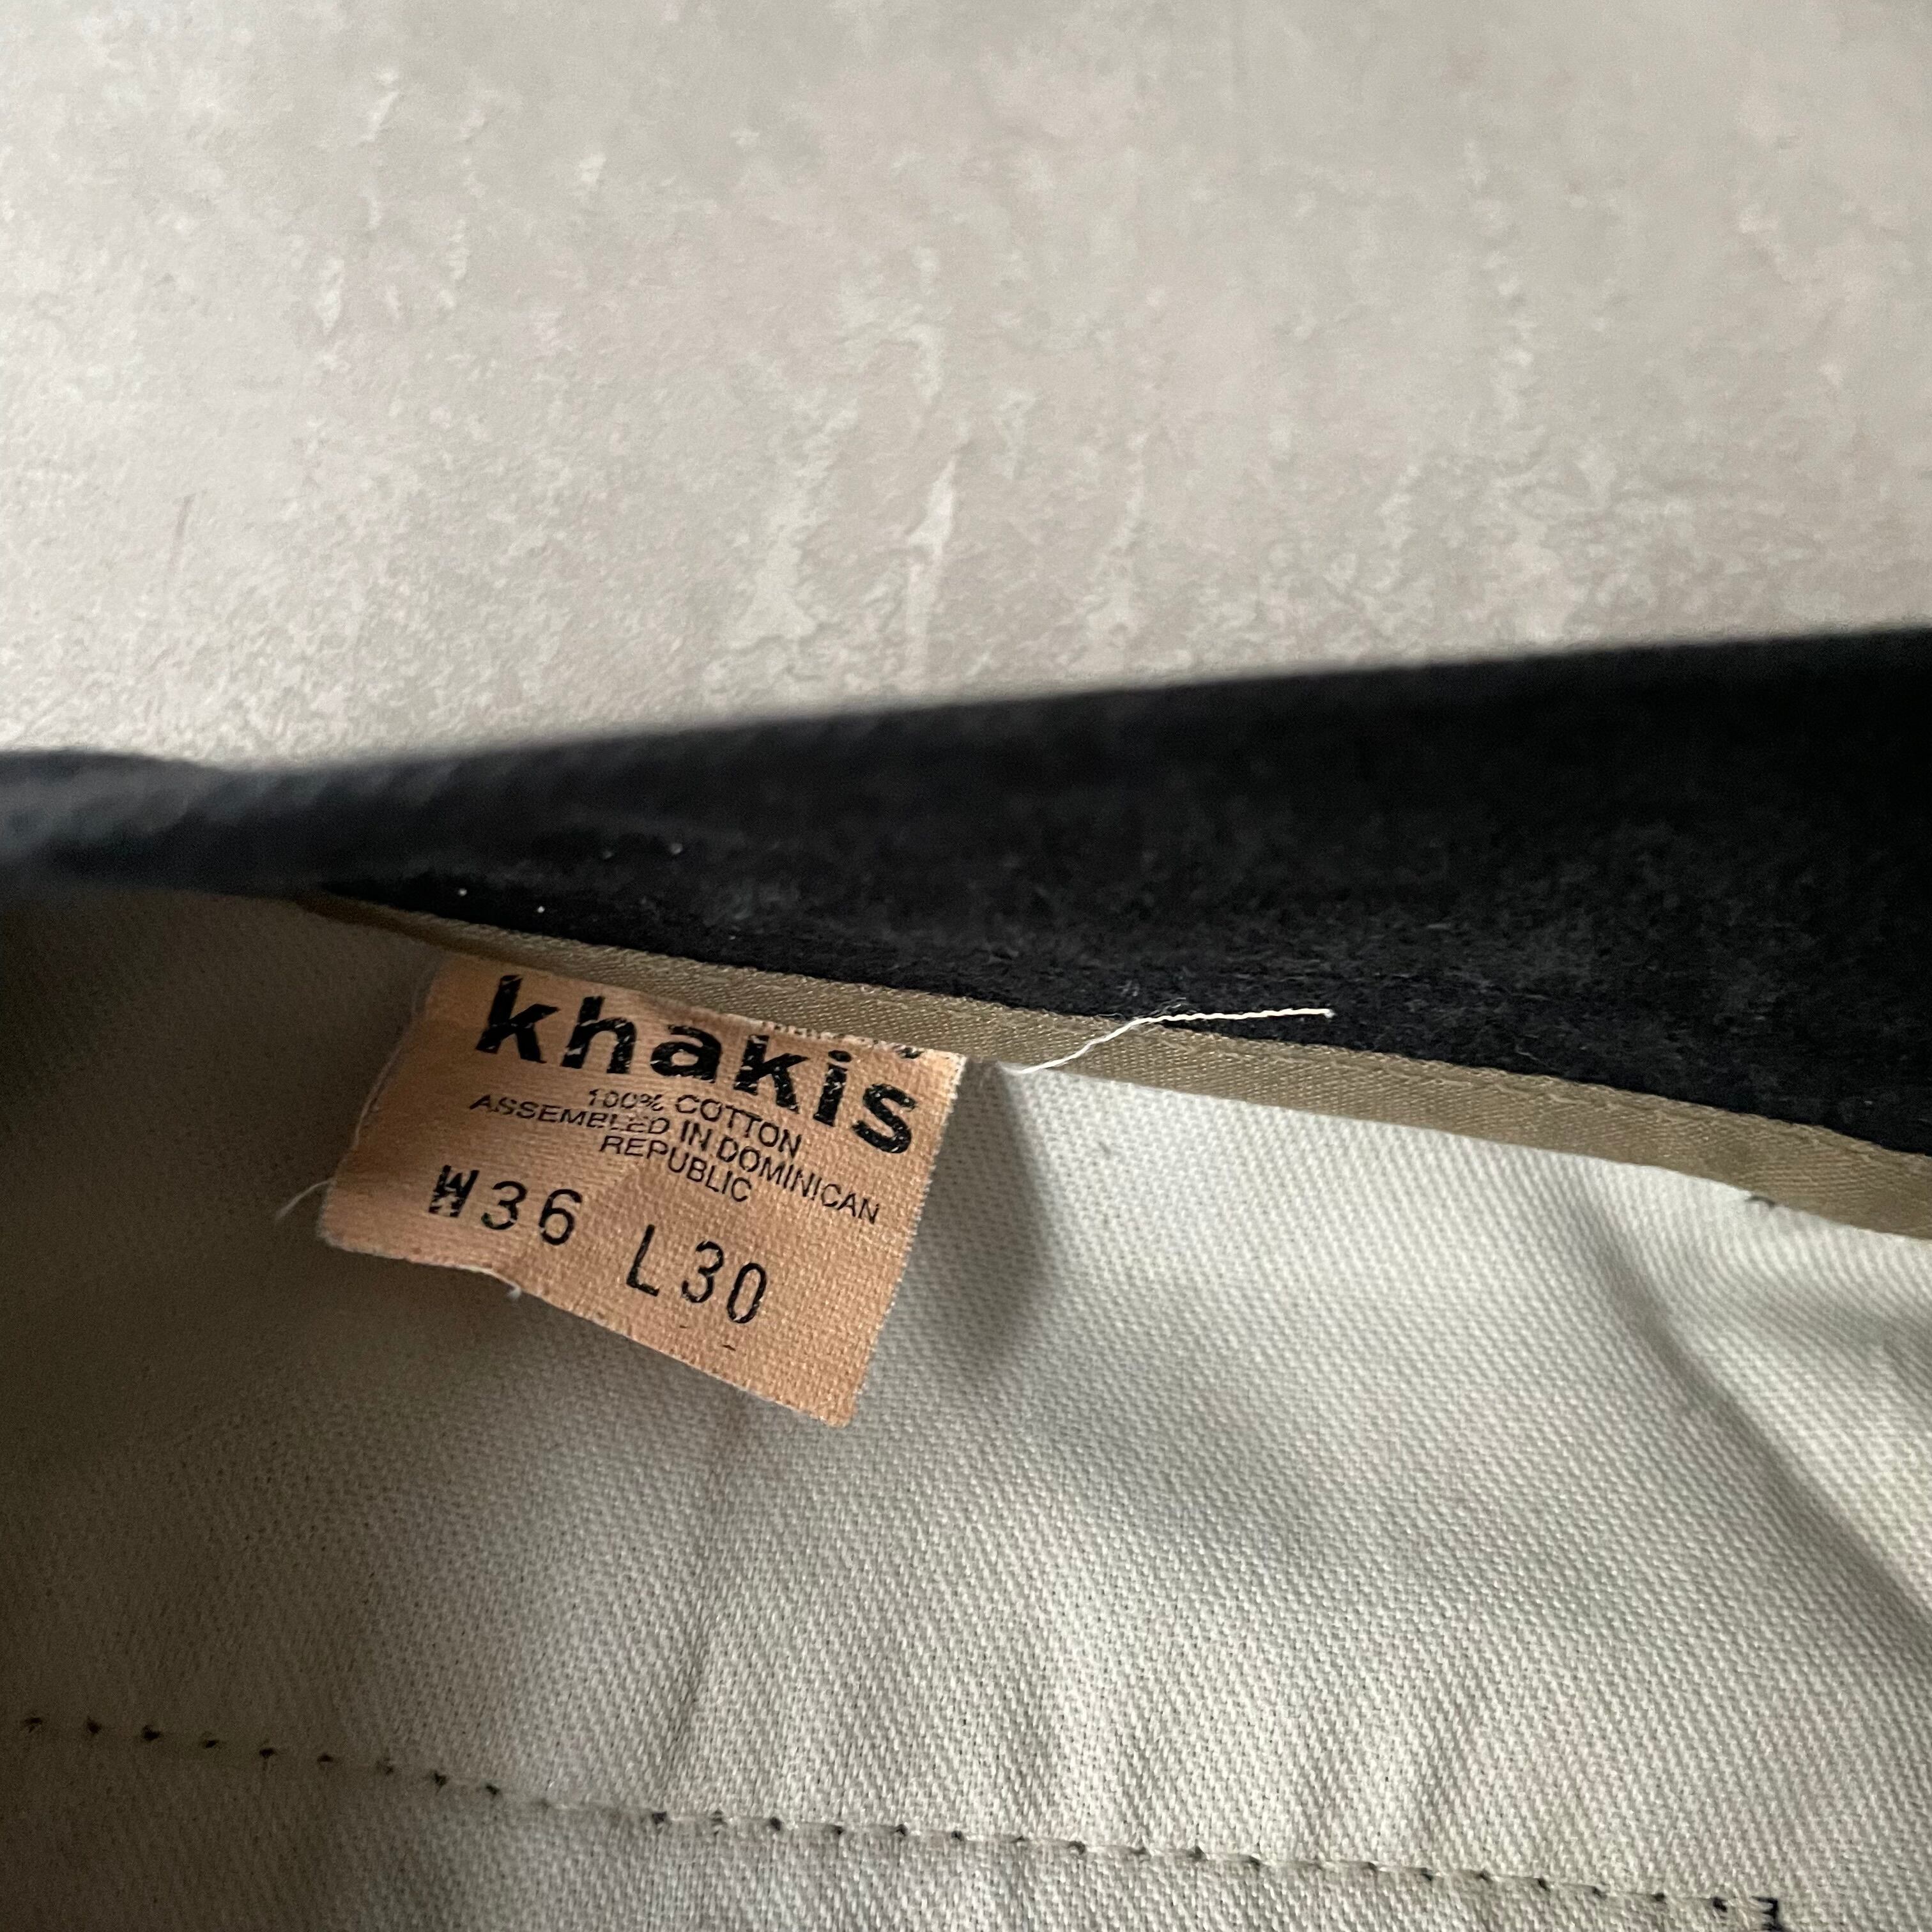 khakis
100% COTTON
ASSEMBLED IN DOMINICAN
REPUBLIC
W36 L30